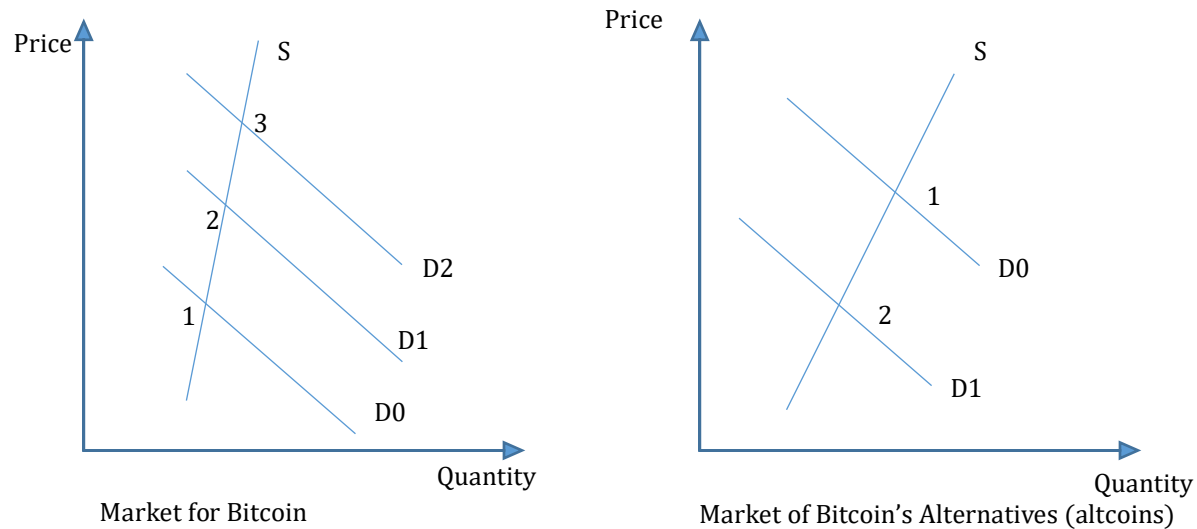 Price
S
3
2
D2
1
D1
D0
Quantity
Market for Bitcoin
Price
S
1
D0
2
D1
Quantity
Market of Bitcoin’s Alternatives (altcoins)